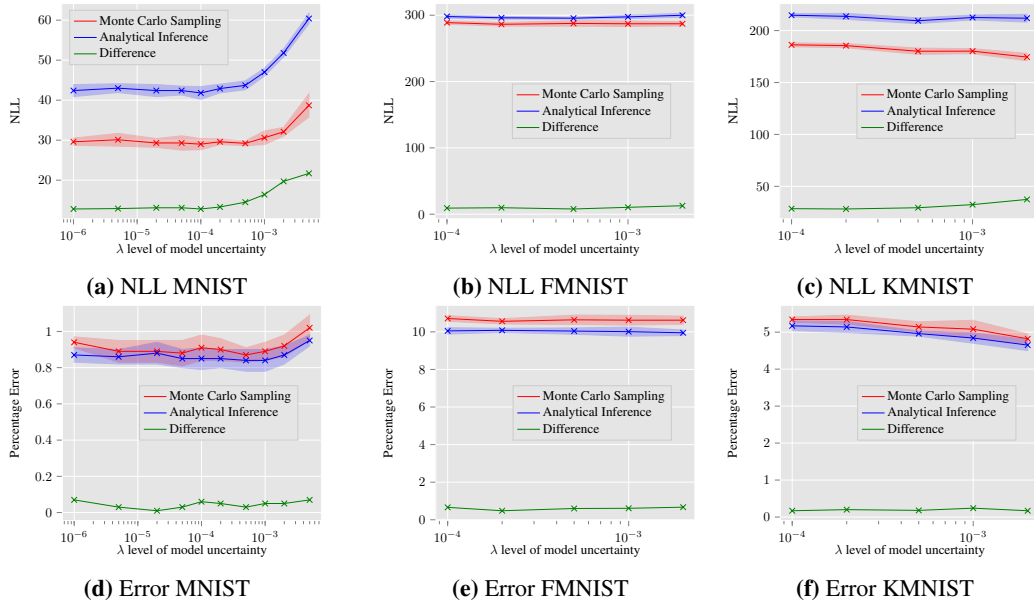 60
50
40
30
20
NLL
Monte Carlo Sampling
Analytical Inference
Difference
10−6
10−5
10−4
10−3
λ level of model uncertainty
(a) NLL MNIST
300
200
100
0
NLL
Monte Carlo Sampling
Analytical Inference
Difference
10−4
10−3
λ level of model uncertainty
(b) NLL FMNIST
200
150
100
50
NLL
Monte Carlo Sampling
Analytical Inference
Difference
10−4
10−3
λ level of model uncertainty
(c) NLL KMNIST
1
0.8
0.6
0.4
0.2
0
Percentage Error
Monte Carlo Sampling
Analytical Inference
Difference
10−6
10−5
10−4
10−3
λ level of model uncertainty
(d) Error MNIST
10
8
6
4
2
0
Percentage Error
Monte Carlo Sampling
Analytical Inference
Difference
10−4
10−3
λ level of model uncertainty
(e) Error FMNIST
5
4
3
2
1
0
Percentage Error
Monte Carlo Sampling
Analytical Inference
Difference
10−4
10−3
λ level of model uncertainty
(f) Error KMNIST